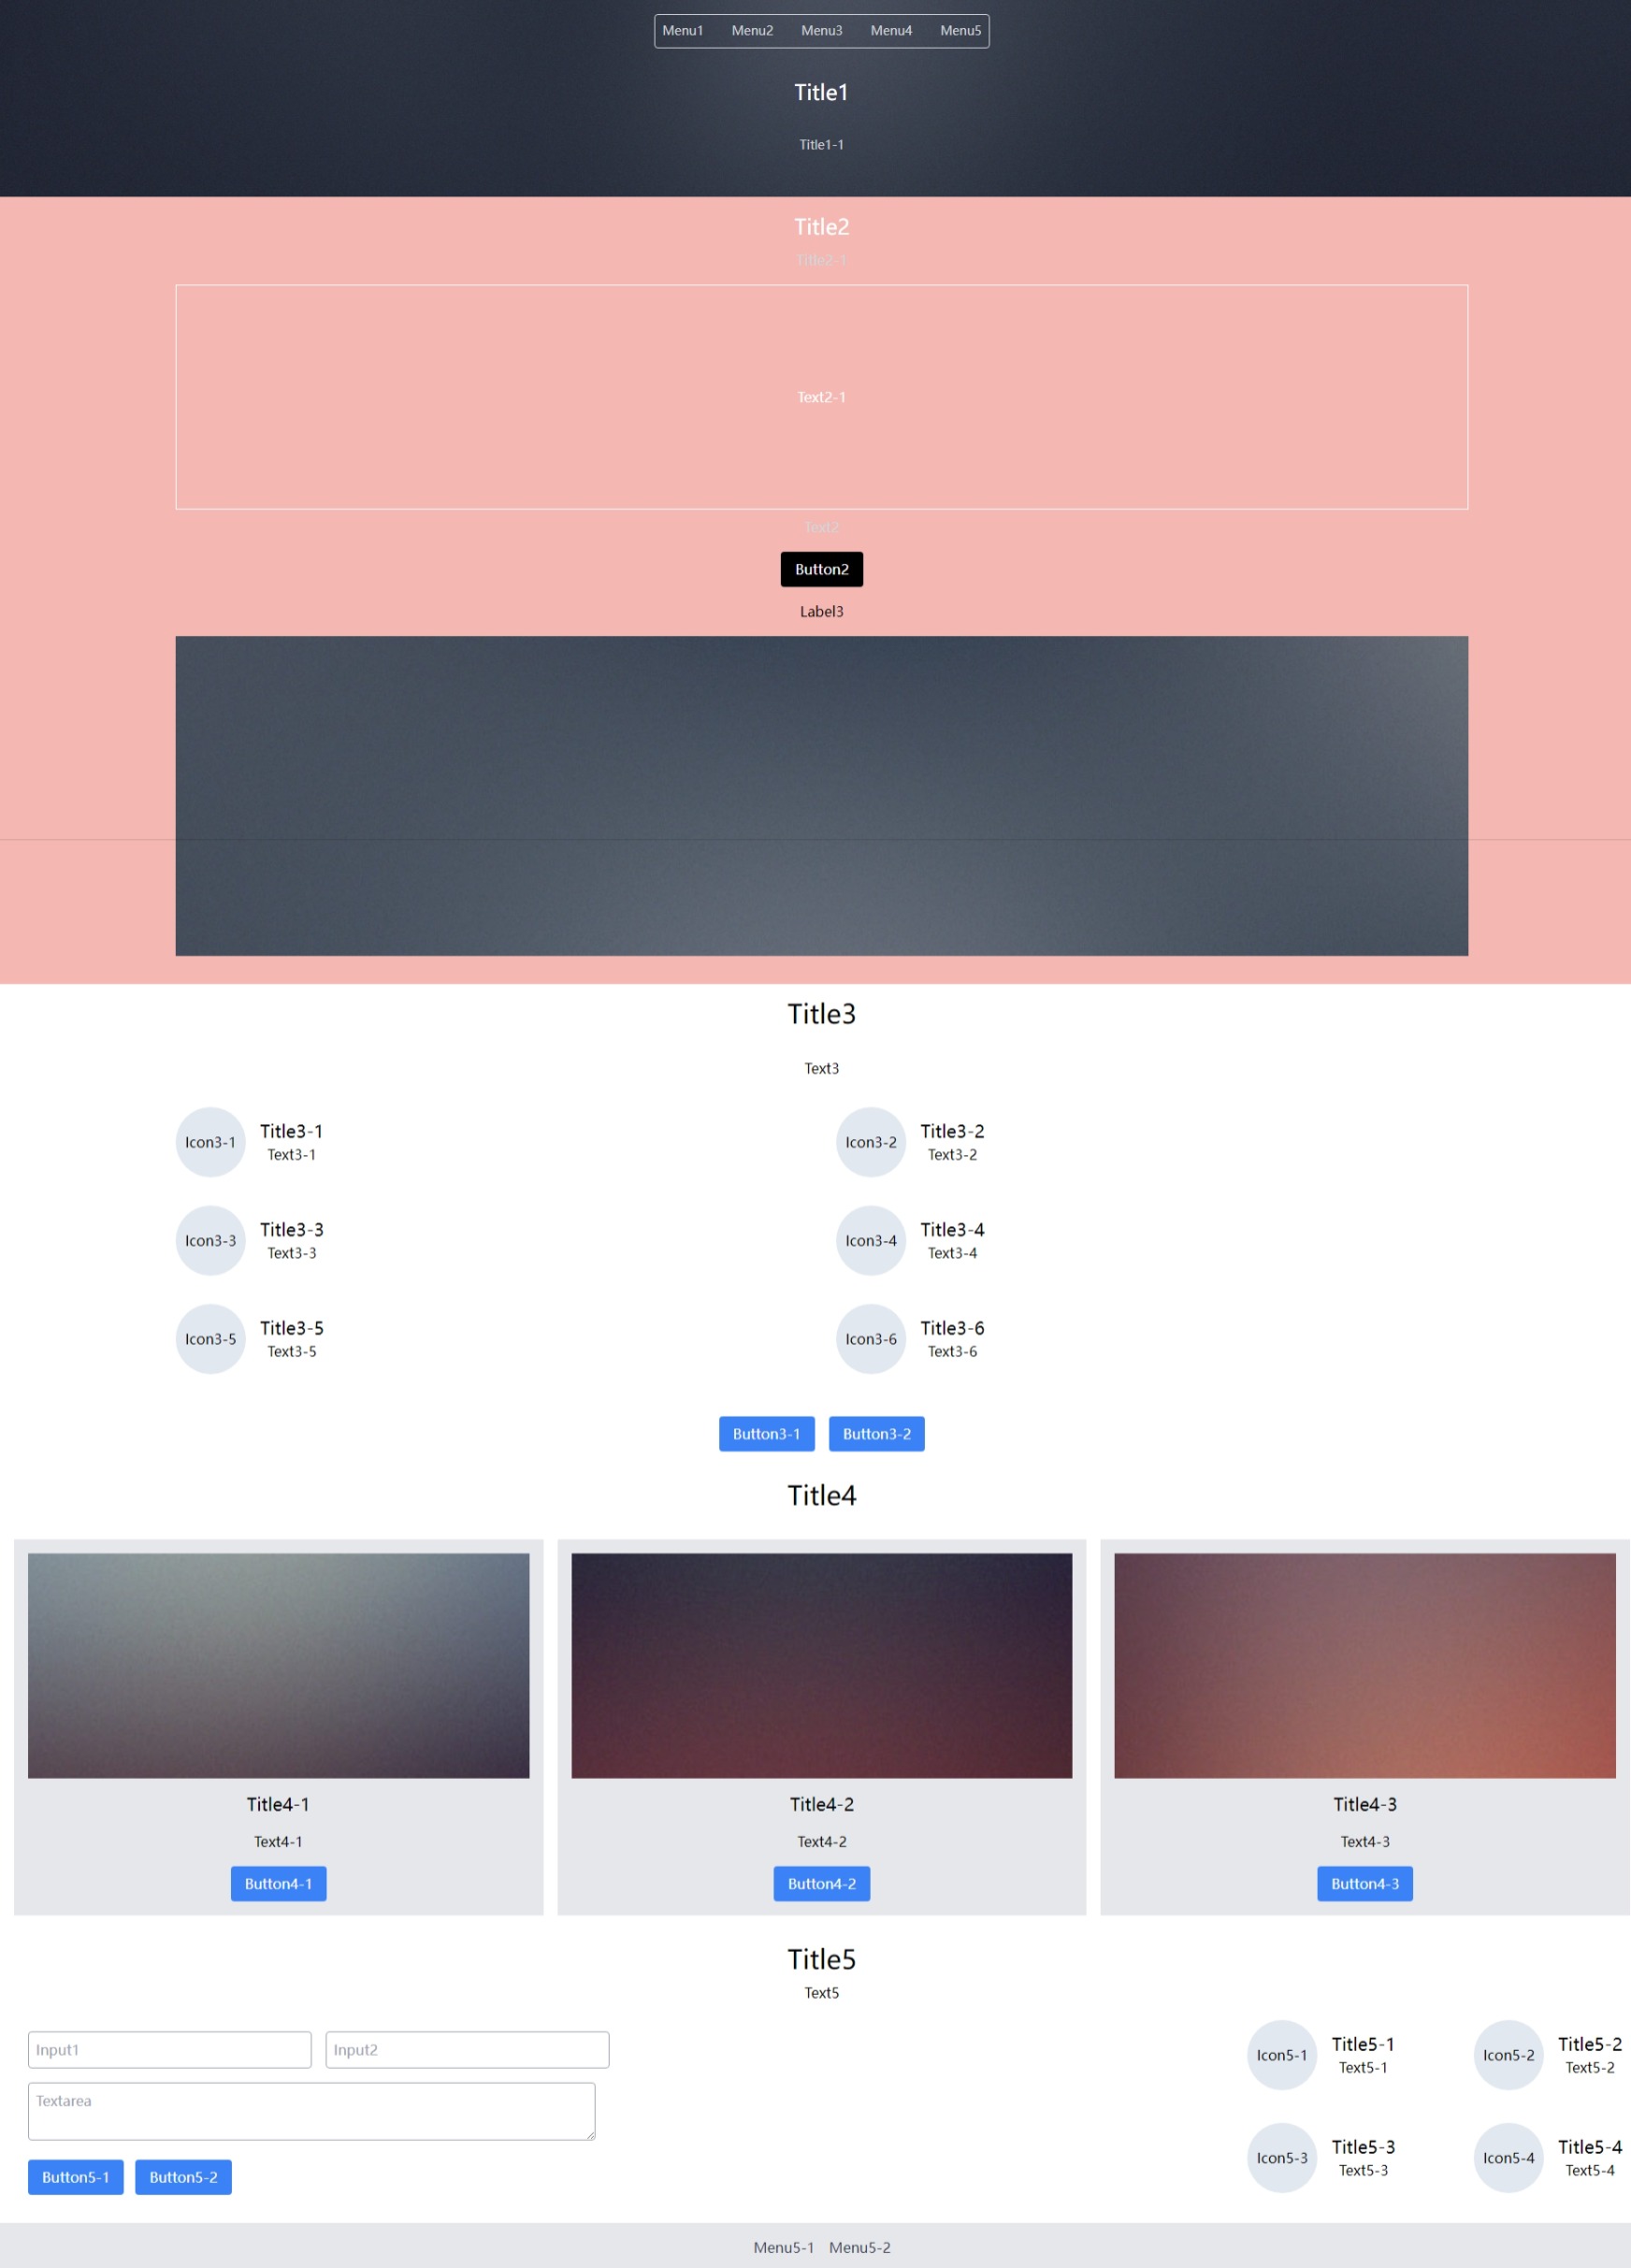 Menu1 Menu2 Menu3 Menu4 Menu5
Title1
Title1-1
Title2
Title2-1
Text2-1
Text2
Button2
Label3
Title3
Text3
Icon3-1
Title3-1
Text3-1
Icon3-2
Title3-2
Text3-2
Icon3-3
Title3-3
Text3-3
Icon3-4
Title3-4
Text3-4
Icon3-5
Title3-5
Text3-5
Icon3-6
Title3-6
Text3-6
Button3-1 Button3-2
Title4
Title4-1
Text4-1
Button4-1
Title4-2
Text4-2
Button4-2
Title4-3
Text4-3
Button4-3
Title5
Text5
Input1 Input2
Textarea
Button5-1 Button5-2
Icon5-1
Title5-1
Text5-1
Icon5-2
Title5-2
Text5-2
Icon5-3
Title5-3
Text5-3
Icon5-4
Title5-4
Text5-4
Menu5-1 Menu5-2